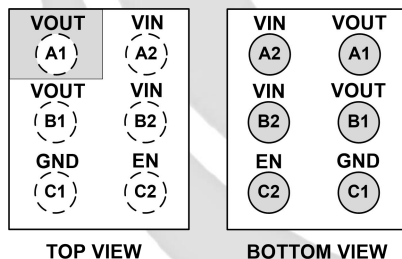 VOUT VIN VIN VOUT
A1 A2 A2 A1
VOUT VIN VIN VOUT
B1 B2 B2 B1
GND EN EN GND
C1 C2 C2 C1
TOP VIEW BOTTOM VIEW